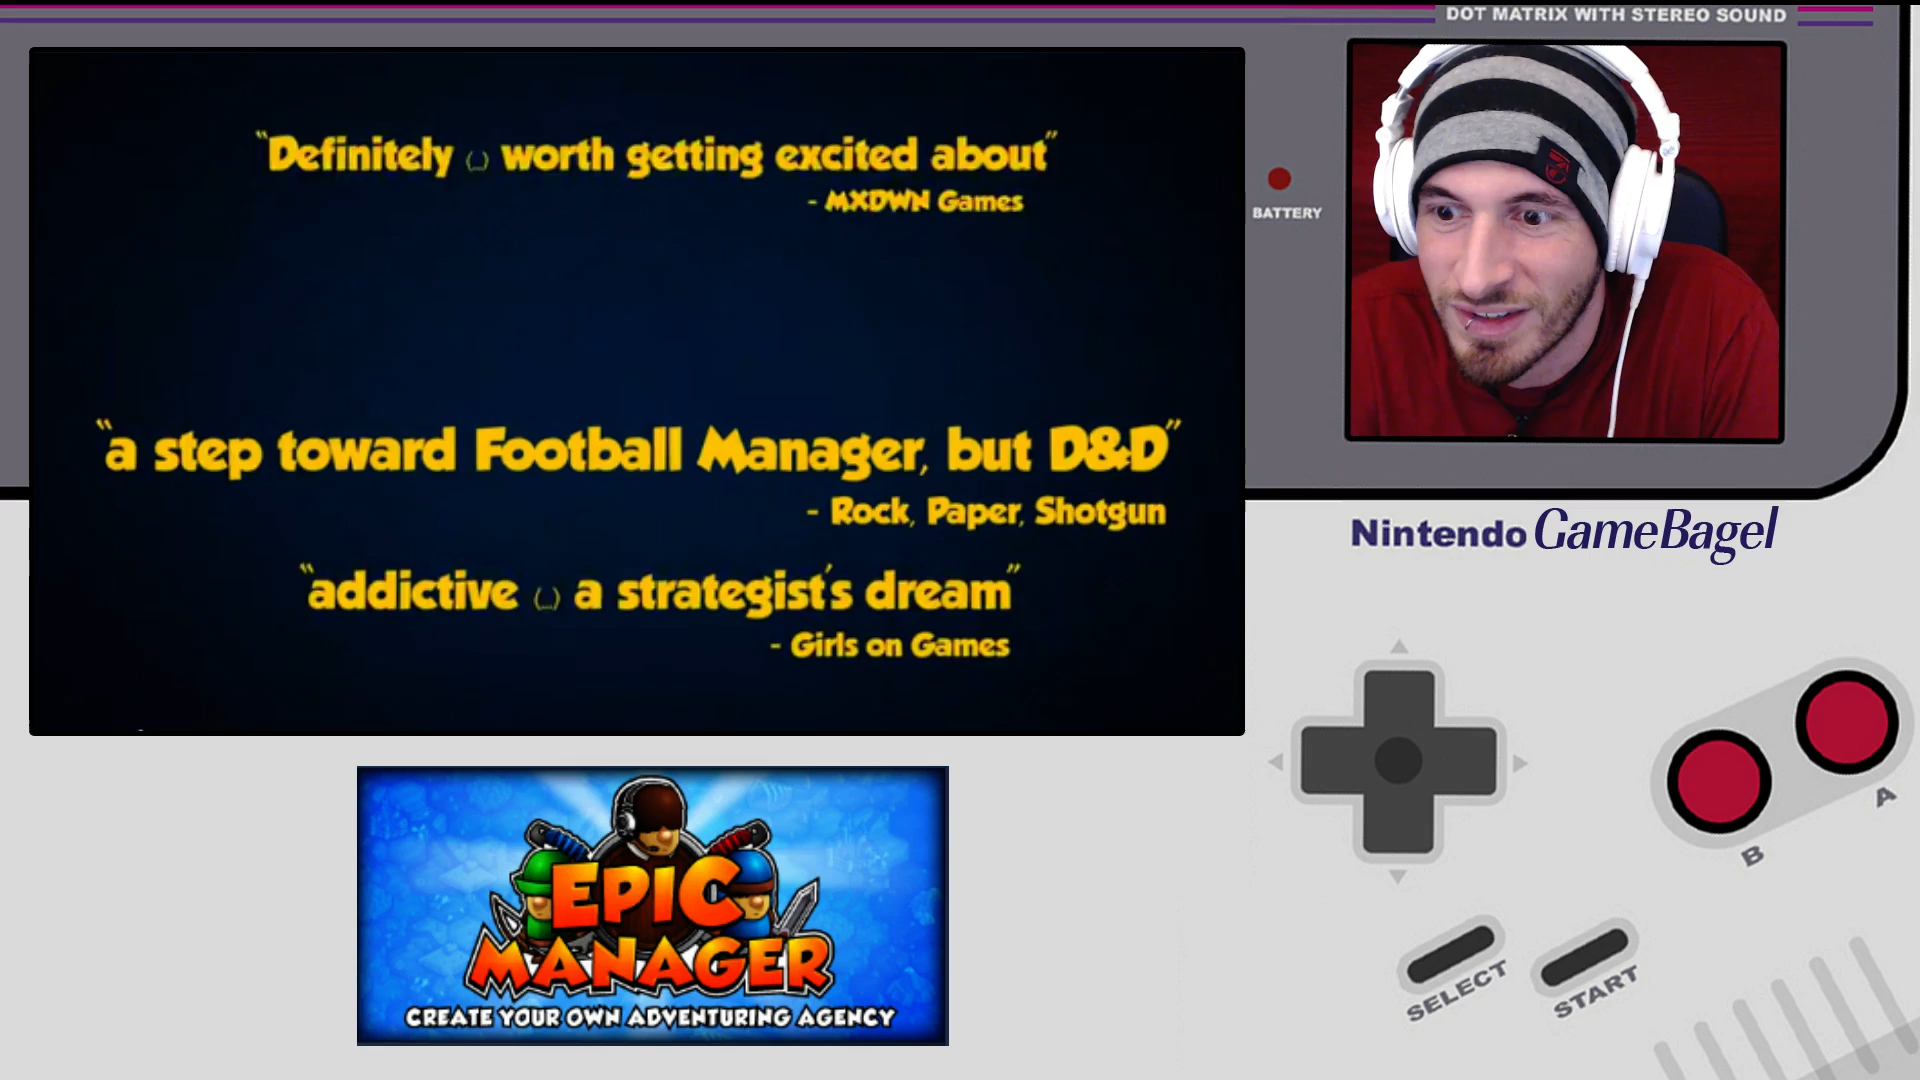 DOT MATRIX WITH STEREO SOUND
"Definitely (...) worth getting excited about"
- MXDWN Games
BATTERY
"a step toward Football Manager, but D&D"
- Rock, Paper, Shotgun
"addictive (...) a strategist's dream"
- Girls on Games
Nintendo GameBagel
A
B
SELECT
START
EPIC
MANAGER
CREATE YOUR OWN ADVENTURING AGENCY